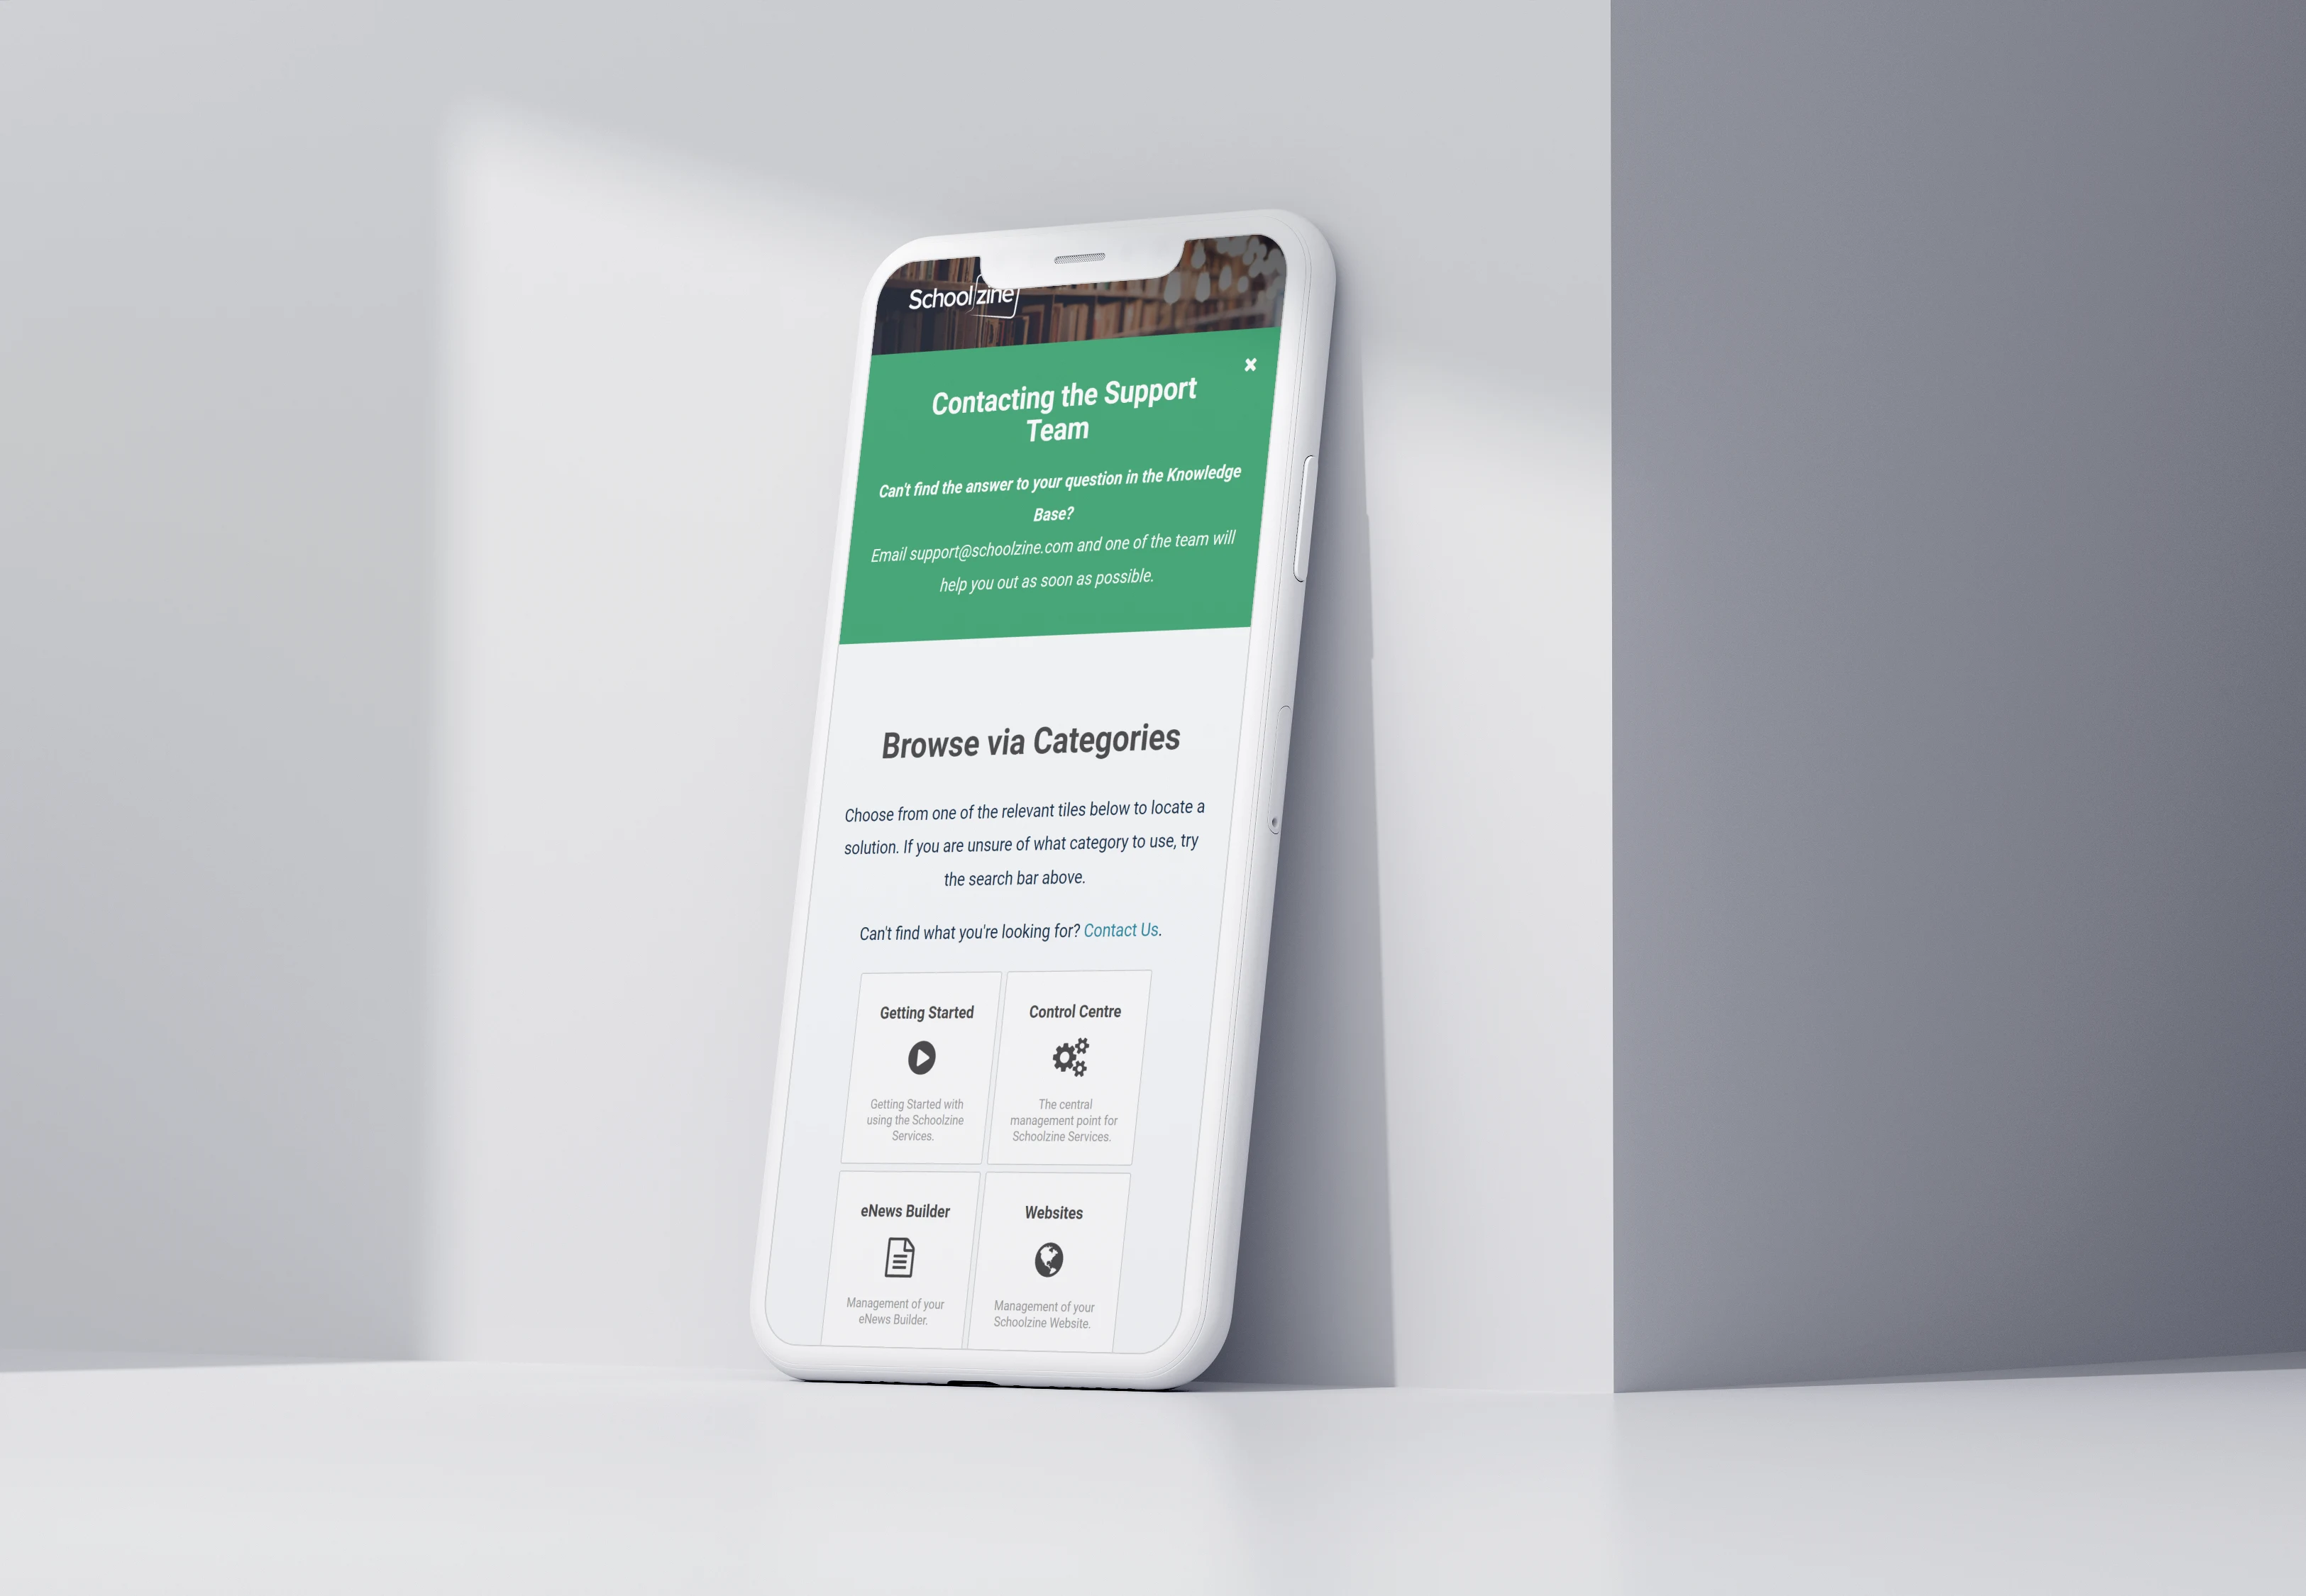 Schoolzine
Contacting the Support
Team
Can't find the answer to your question in the Knowledge
Base?
Email support@schoolzine.com and one of the team will
help you out as soon as possible.
Browse via Categories
Choose from one of the relevant tiles below to locate a
solution. If you are unsure of what category to use, try
the search bar above.
Can't find what you're looking for? Contact Us.
Getting Started
Getting Started with
using the Schoolzine
Services.
Control Centre
The central
management point for
Schoolzine Services.
eNews Builder
Management of your
eNews Builder.
Websites
Management of your
Schoolzine Website.